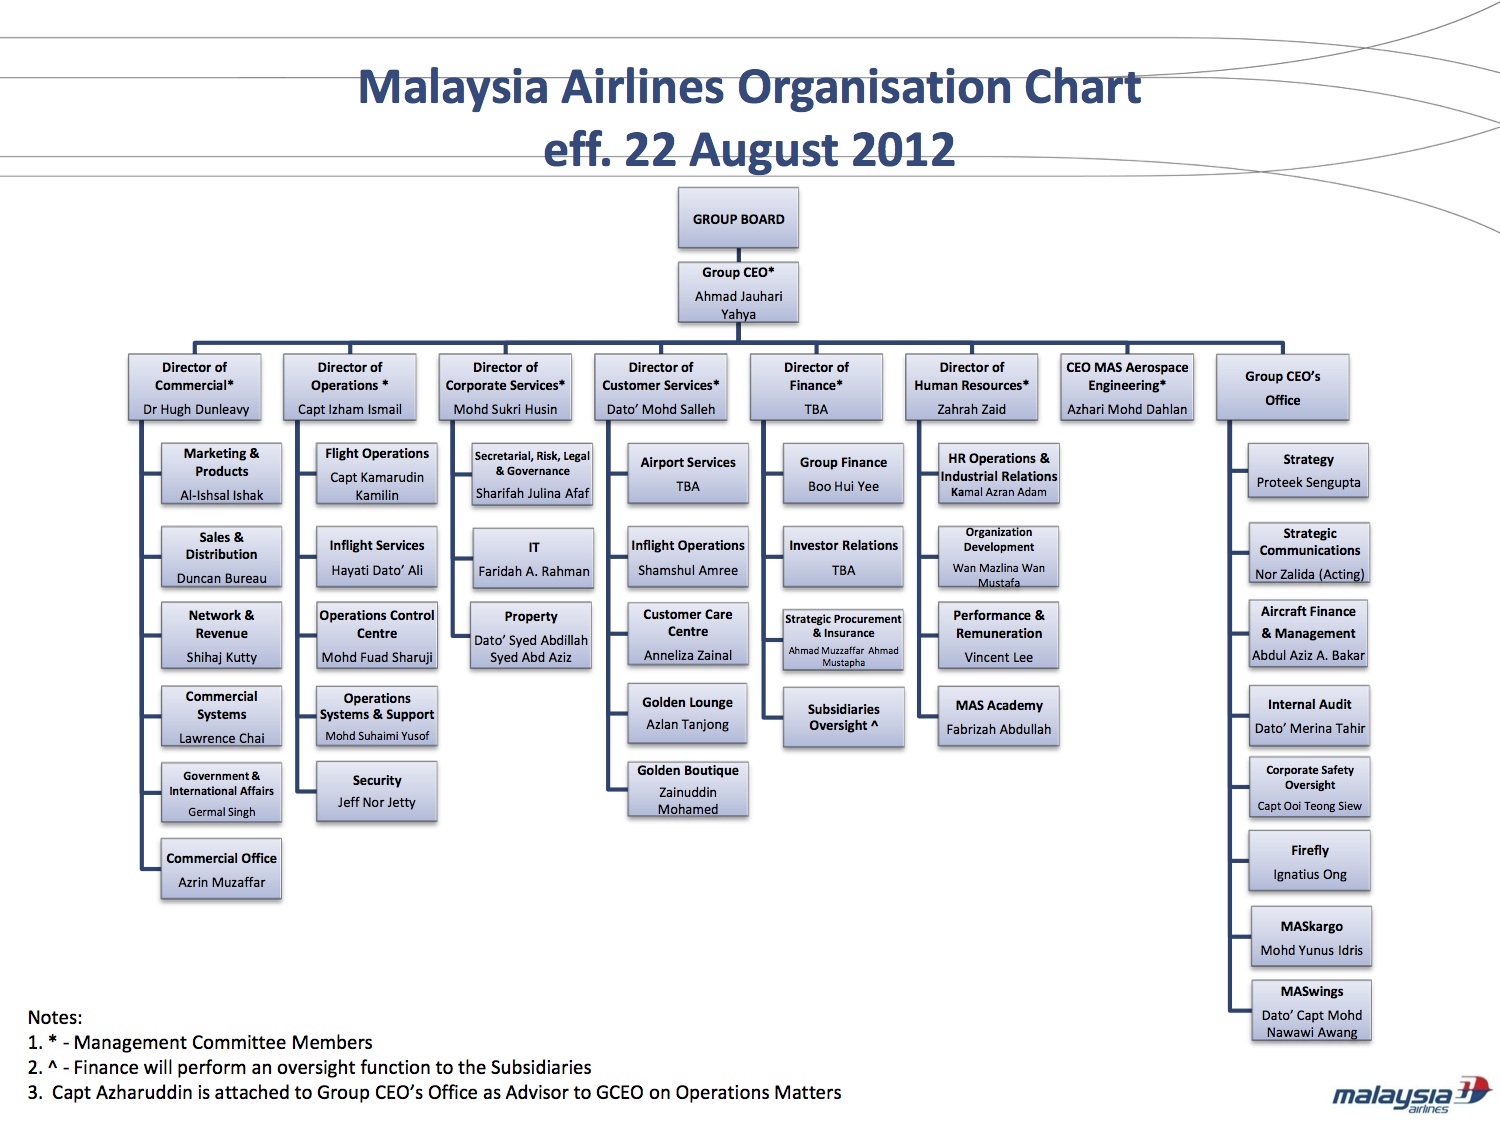 Malaysia Airlines Organisation Chart
eff. 22 August 2012
GROUP BOARD
Group CEO*
Ahmad Jauhari
Yahya
Director of
Commercial*
Dr Hugh Dunleavy
Marketing &
Products
Al-Ishsal Ishak
Sales &
Distribution
Duncan Bureau
Network &
Revenue
Shihaj Kutty
Commercial
Systems
Lawrence Chai
Government &
International Affairs
Germal Singh
Commercial Office
Azrin Muzaffar
Director of
Operations *
Capt Izham Ismail
Flight Operations
Capt Kamarudin
Kamilin
Inflight Services
Hayati Dato’ Ali
Operations Control
Centre
Mohd Fuad Sharuji
Operations
Systems & Support
Mohd Suhaimi Yusof
Security
Jeff Nor Jetty
Director of
Corporate Services*
Mohd Sukri Husin
Secretarial, Risk, Legal
& Governance
Sharifah Julina Afaf
IT
Faridah A. Rahman
Property
Dato’ Syed Abdillah
Syed Abd Aziz
Director of
Customer Services*
Dato’ Mohd Salleh
Airport Services
TBA
Inflight Operations
Shamshul Amree
Customer Care
Centre
Anneliza Zainal
Golden Lounge
Azlan Tanjong
Golden Boutique
Zainuddin
Mohamed
Director of
Finance*
TBA
Group Finance
Boo Hui Yee
Investor Relations
TBA
Strategic Procurement
& Insurance
Ahmad Muzzaffar Ahmad
Mustapha
Subsidiaries
Oversight ^
Director of
Human Resources*
Zahrah Zaid
HR Operations &
Industrial Relations
Kamal Azran Adam
Organization
Development
Wan Mazlina Wan
Mustafa
Performance &
Remuneration
Vincent Lee
MAS Academy
Fabrizah Abdullah
CEO MAS Aerospace
Engineering*
Azhari Mohd Dahlan
Group CEO’s
Office
Strategy
Proteek Sengupta
Strategic
Communications
Nor Zalida (Acting)
Aircraft Finance
& Management
Abdul Aziz A. Bakar
Internal Audit
Dato’ Merina Tahir
Corporate Safety
Oversight
Capt Ooi Teong Siew
Firefly
Ignatius Ong
MASkargo
Mohd Yunus Idris
MASwings
Dato’ Capt Mohd
Nawawi Awang
Notes:
1. * - Management Committee Members
2. ^ - Finance will perform an oversight function to the Subsidiaries
3. Capt Azharuddin is attached to Group CEO’s Office as Advisor to GCEO on Operations Matters
malaysia
airlines